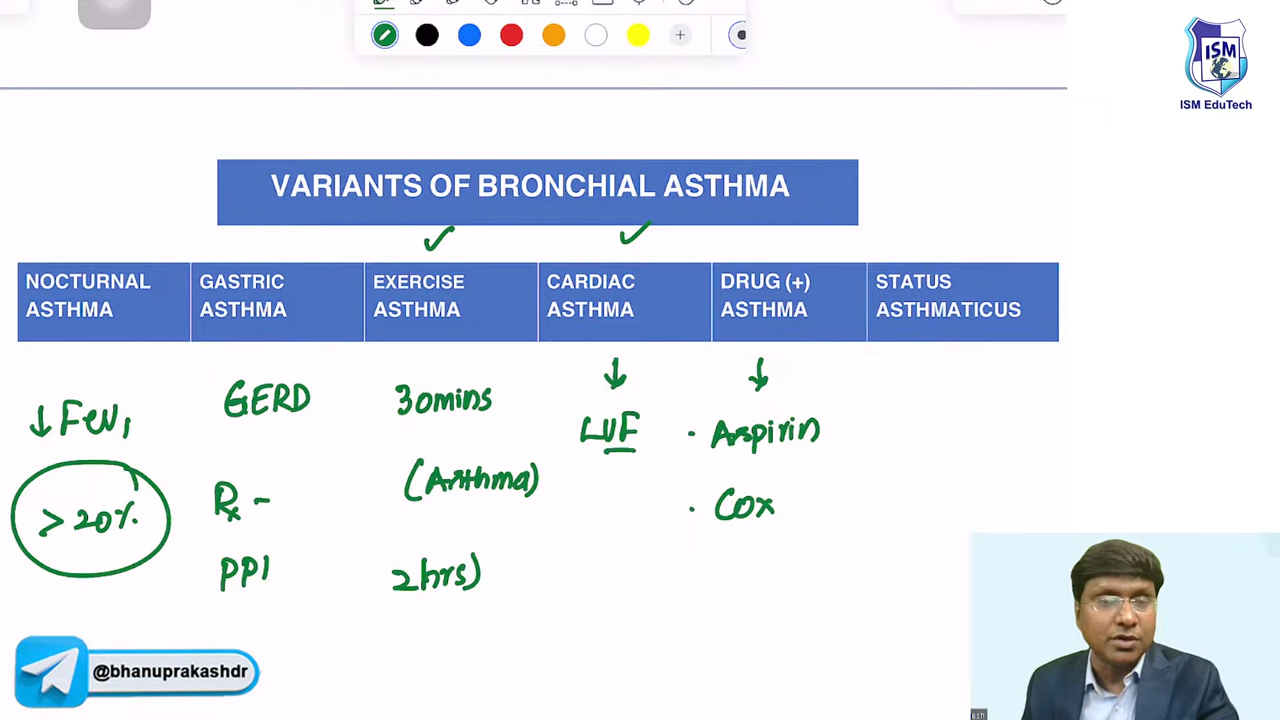 ISM
ISM EduTech
VARIANTS OF BRONCHIAL ASTHMA
NOCTURNAL ASTHMA
GASTRIC ASTHMA
EXERCISE ASTHMA
CARDIAC ASTHMA
DRUG (+) ASTHMA
STATUS ASTHMATICUS
↓ FeV₁
> 20%
GERD
Rx -
PPI
30mins
(Asthma)
2hrs)
↓
LVF
↓
· Aspirin
· Cox
@bhanuprakashdr